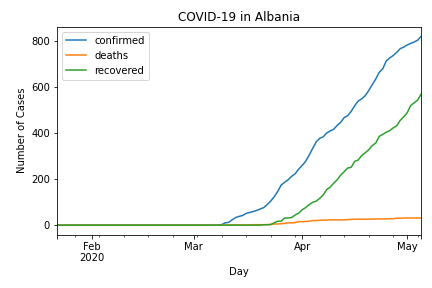 COVID-19 in Albania
confirmed
deaths
recovered
Number of Cases
800
600
400
200
0
Feb
2020
Mar
Apr
May
Day